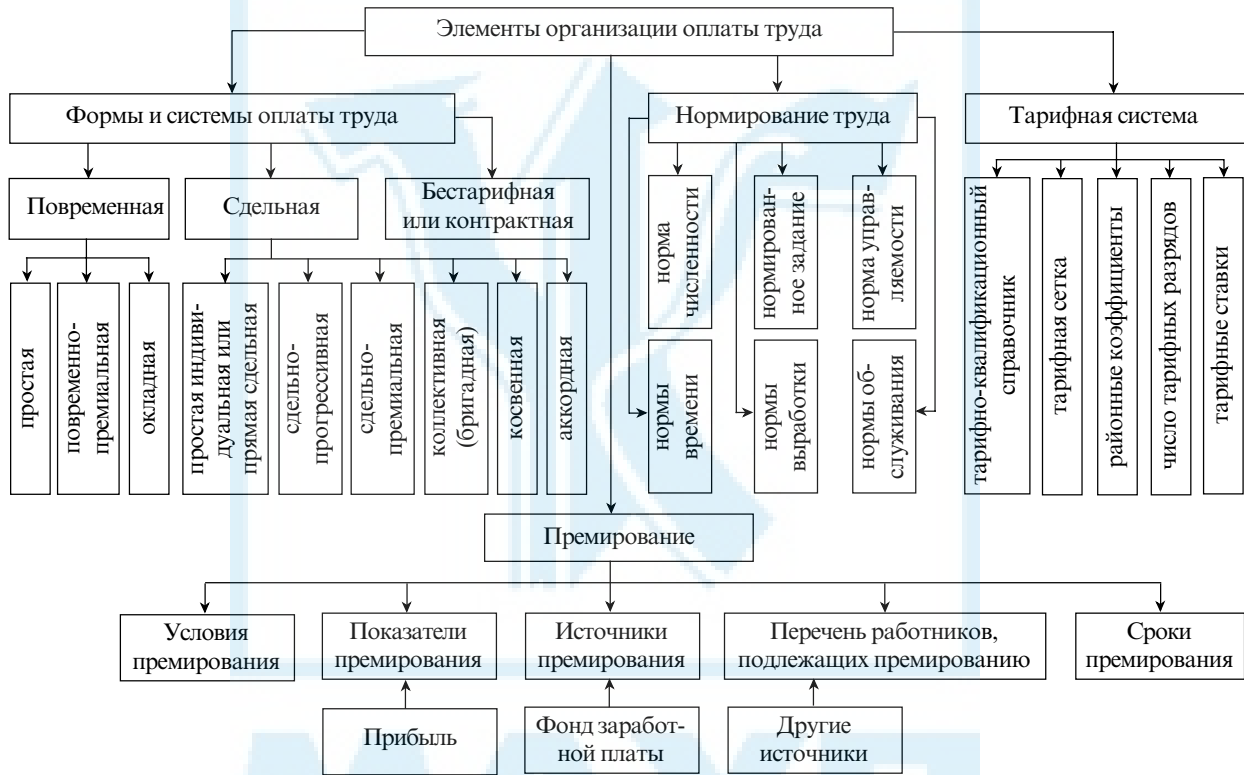 Элементы организации оплаты труда
Формы и системы оплаты труда
Нормирование труда
Тарифная система
Повременная
Сдельная
Бестарифная
или контрактная
простая
повременно-
премиальная
окладная
простая индиви-
дуальная или
прямая сдельная
сдельно-
прогрессивная
сдельно-
премиальная
коллективная
(бригадная)
косвенная
аккордная
норма
численности
нормирован-
ное задание
норма управ-
ляемости
нормы
времени
нормы
выработки
нормы об-
служивания
тарифно-квалификационный
справочник
тарифная сетка
районные коэффициенты
число тарифных разрядов
тарифные ставки
Премирование
Условия
премирования
Показатели
премирования
Источники
премирования
Перечень работников,
подлежащих премированию
Сроки
премирования
Прибыль
Фонд заработ-
ной платы
Другие
источники